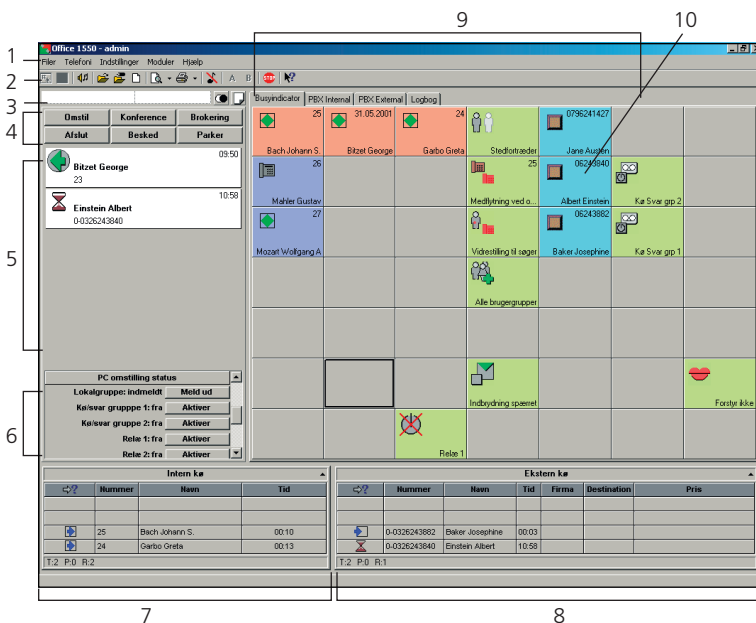 9
10
1
2
3
4
5
6
7
8
Office 1550 - admin
Filer Telefoni Indstillinger Moduler Hjælp
A B STOP
Busyindicator PBX Internal PBX External Logbog
Omstil Konference Brokering
Afslut Besked Parker
09:50
Bitzet George
23
10:58
Einstein Albert
0-0326243840
25 31.05.2001 24 0796241427
Bach Johann S. Bitzet George Garbo Greta Stedfortræder Jane Austen
26 25 06243840
Mahler Gustav Medflytning ved o... Albert Einstein Kø Svar grp 2
27 06243882
Mozart Wolfgang A Vidrestilling til søger Baker Josephine Kø Svar grp 1
Alle brugergrupper
Indbrydning spærret Forstyr ikke
Relæ 1
PC omstilling status
Lokalgruppe: indmeldt Meld ud
Kø/svar grupppe 1: fra Aktiver
Kø/svar gruppe 2: fra Aktiver
Relæ 1: fra Aktiver
Relæ 2: fra Aktiver
Intern kø
Nummer Navn Tid
25 Bach Johann S. 00:10
24 Garbo Greta 00:13
T:2 P:0 R:2
Ekstern kø
Nummer Navn Tid Firma Destination Pris
0-0326243882 Baker Josephine 00:03
0-0326243840 Einstein Albert 10:58
T:2 P:0 R:1